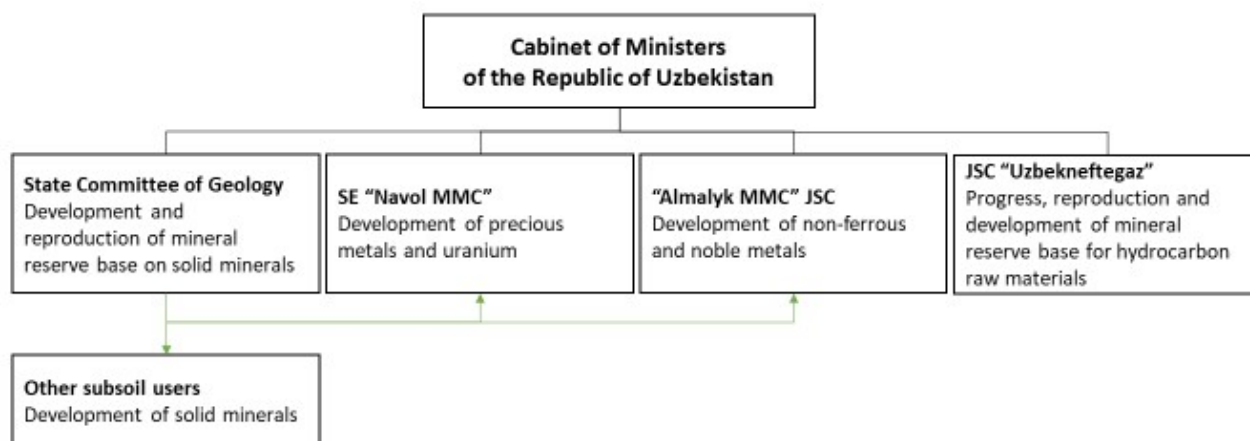 Cabinet of Ministers
of the Republic of Uzbekistan
State Committee of Geology
Development and
reproduction of mineral
reserve base on solid minerals
SE “Navol MMC”
Development of precious
metals and uranium
“Almalyk MMC” JSC
Development of non-ferrous
and noble metals
JSC “Uzbekneftegaz”
Progress, reproduction and
development of mineral
reserve base for hydrocarbon
raw materials
Other subsoil users
Development of solid minerals